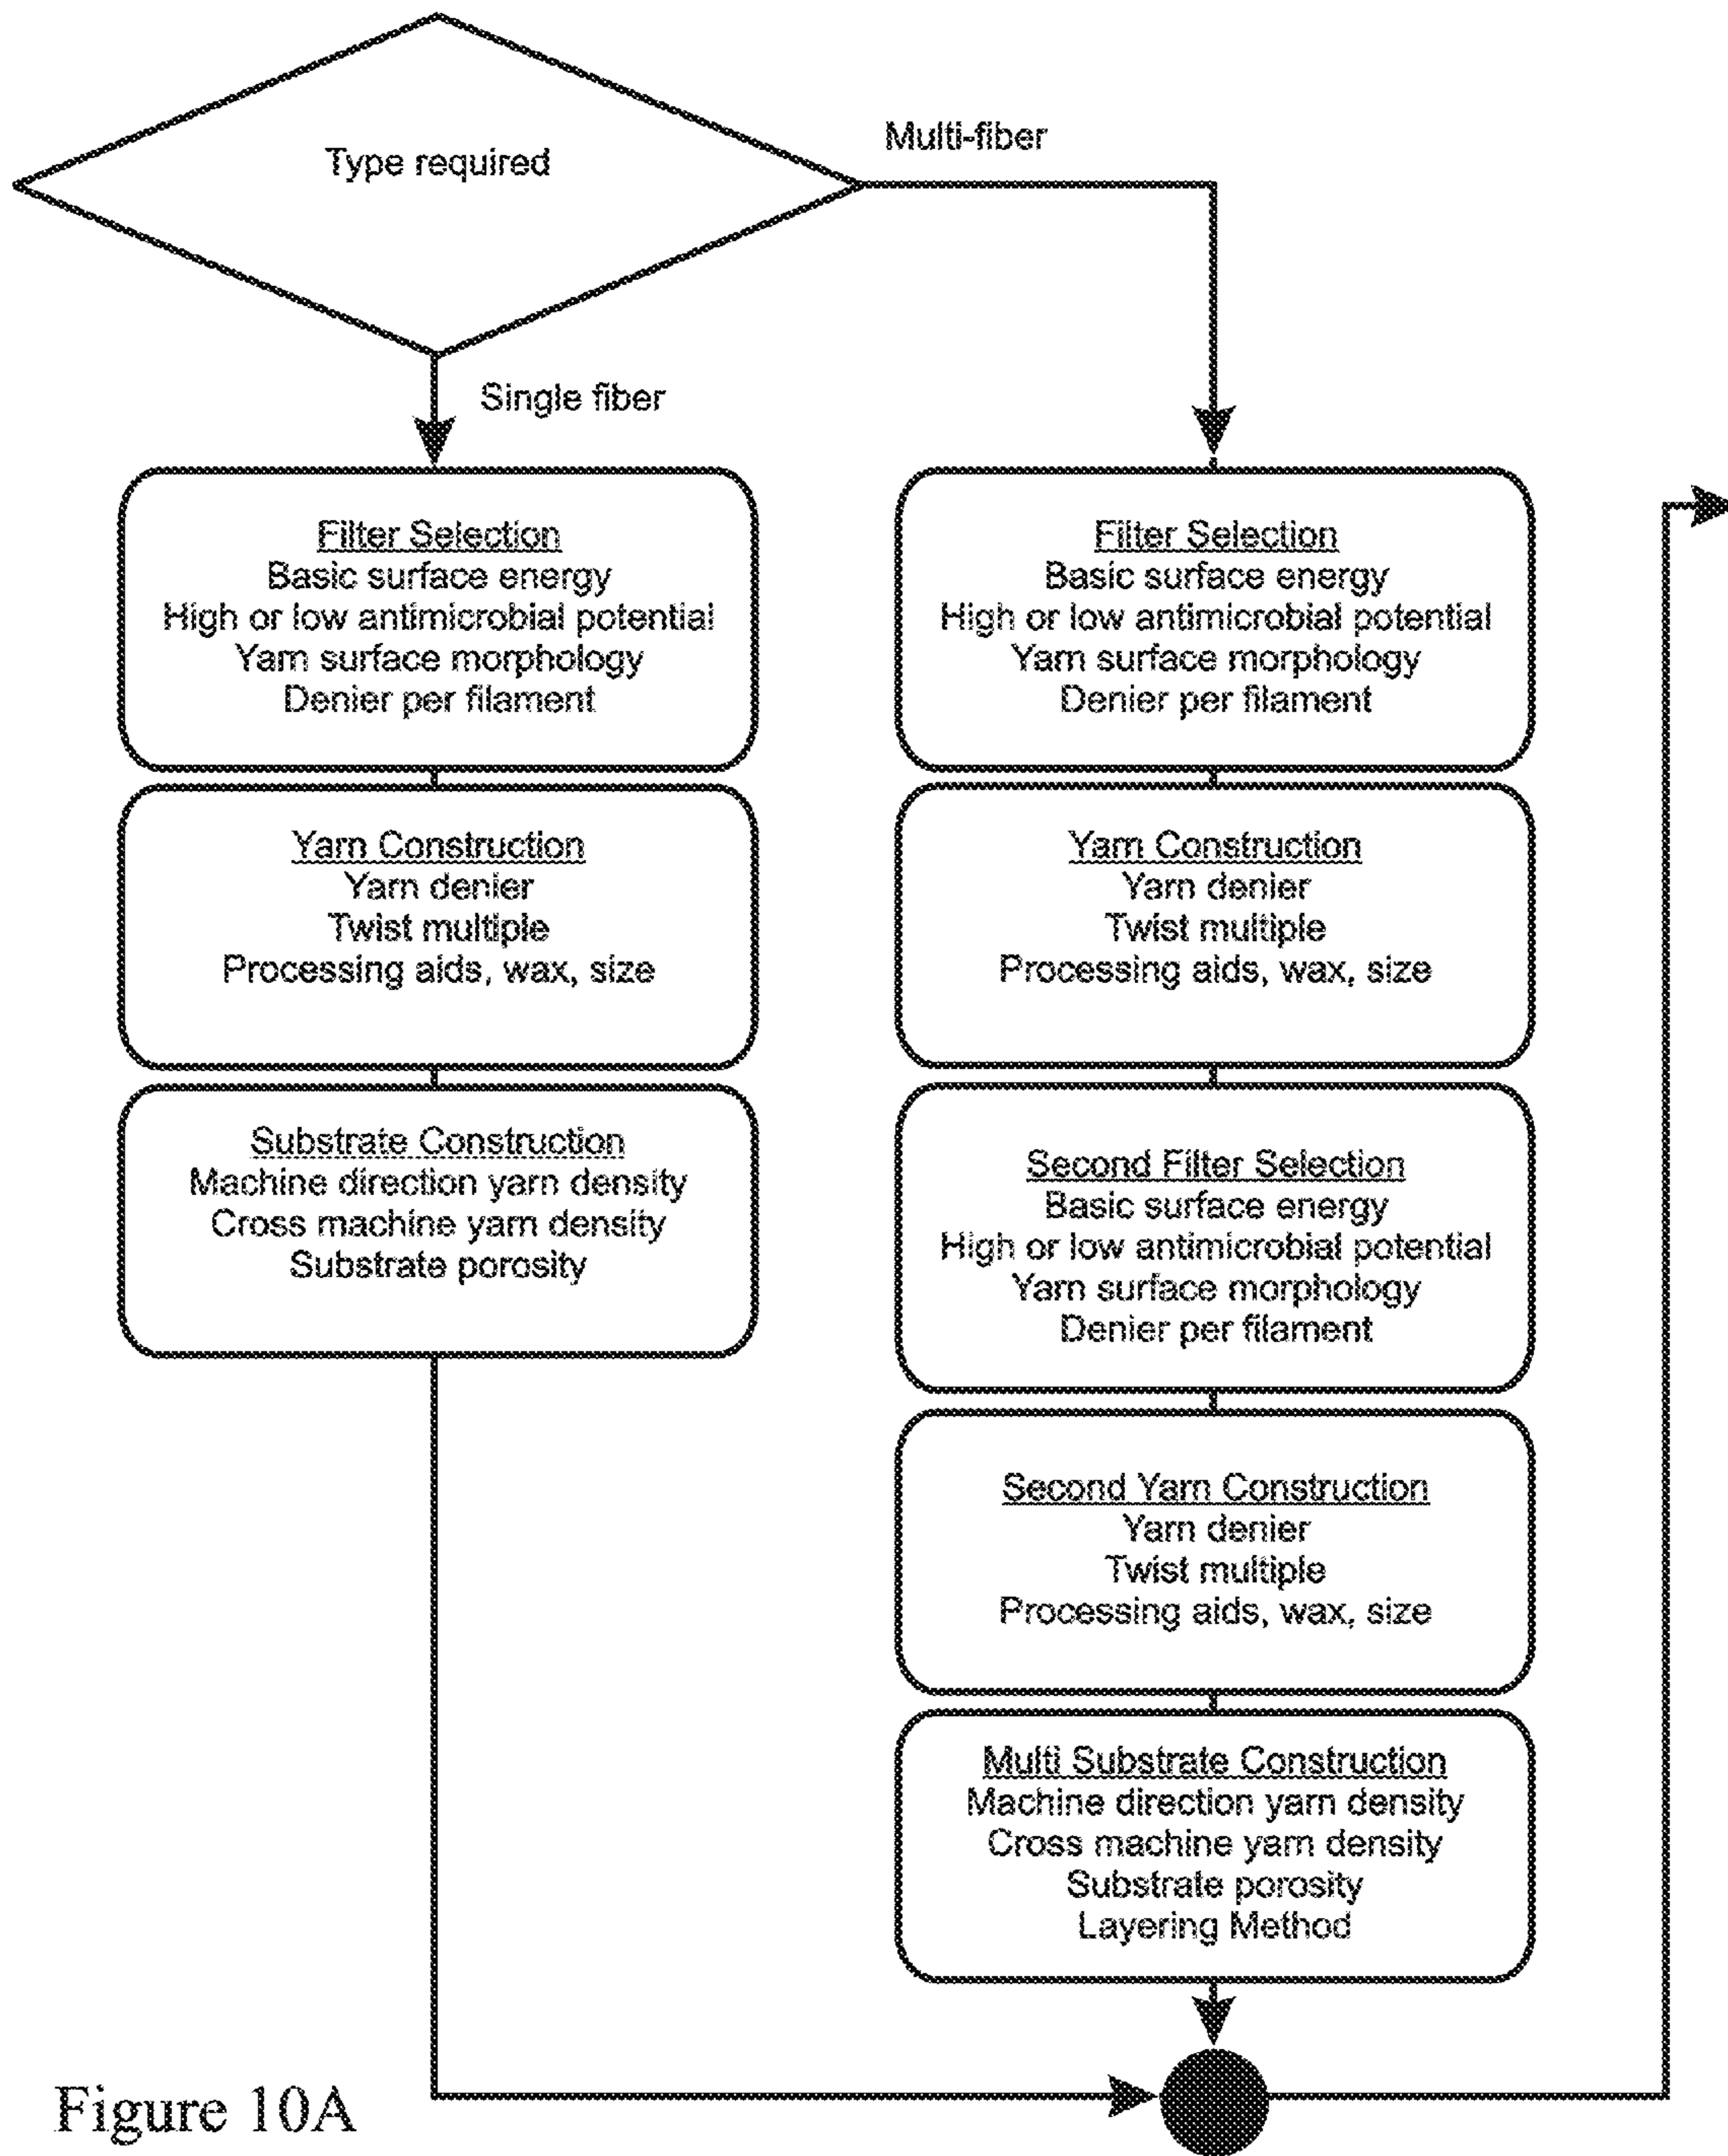 Type required
Multi-fiber
Single fiber
Filter Selection
Basic surface energy
High or low antimicrobial potential
Yarn surface morphology
Denier per filament
Yarn Construction
Yarn denier
Twist multiple
Processing aids, wax, size
Substrate Construction
Machine direction yarn density
Cross machine yarn density
Substrate porosity
Filter Selection
Basic surface energy
High or low antimicrobial potential
Yarn surface morphology
Denier per filament
Yarn Construction
Yarn denier
Twist multiple
Processing aids, wax, size
Second Filter Selection
Basic surface energy
High or low antimicrobial potential
Yarn surface morphology
Denier per filament
Second Yarn Construction
Yarn denier
Twist multiple
Processing aids, wax, size
Multi Substrate Construction
Machine direction yarn density
Cross machine yarn density
Substrate porosity
Layering Method
Figure 10A